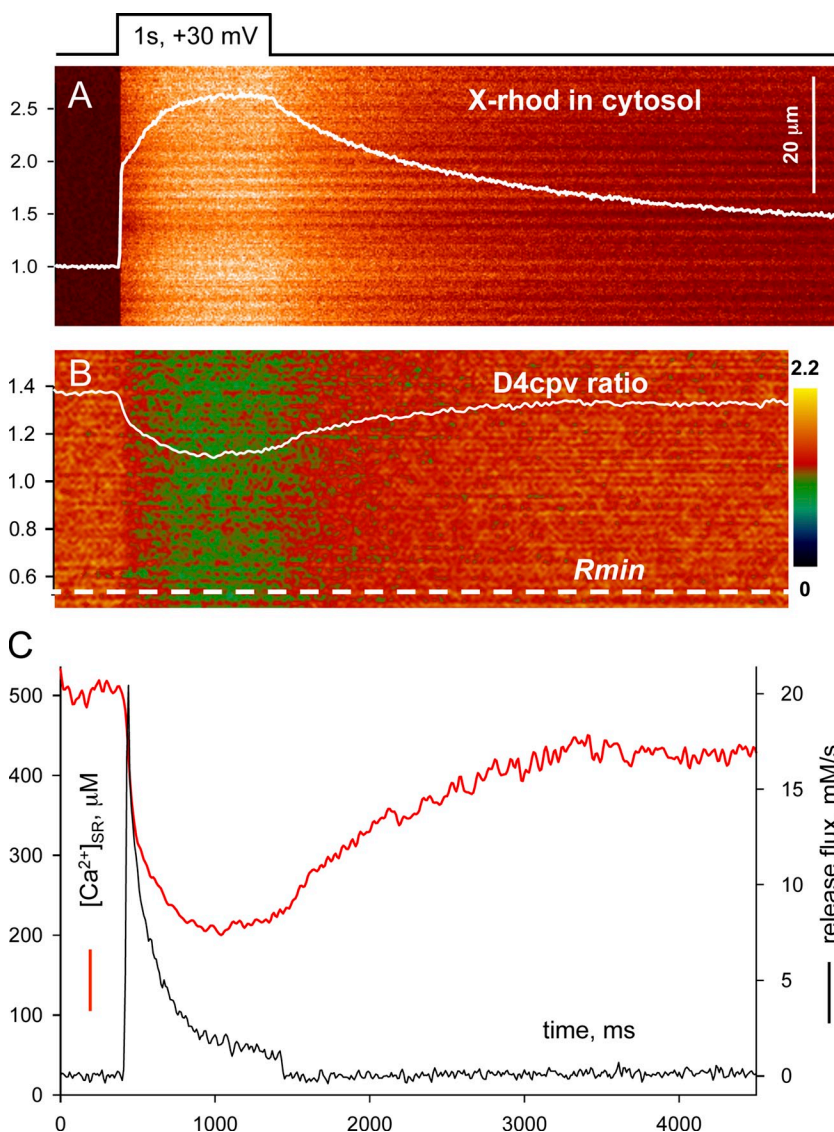 1s, +30 mV
A
X-rhod in cytosol
20 µm
2.5
2.0
1.5
1.0
B
D4cpv ratio
2.2
1.4
1.2
1.0
0.8
0.6
Rmin
0
C
500
400
300
200
100
0
[Ca²⁺]SR, µM
time, ms
20
15
10
5
0
release flux, mM/s
0 1000 2000 3000 4000